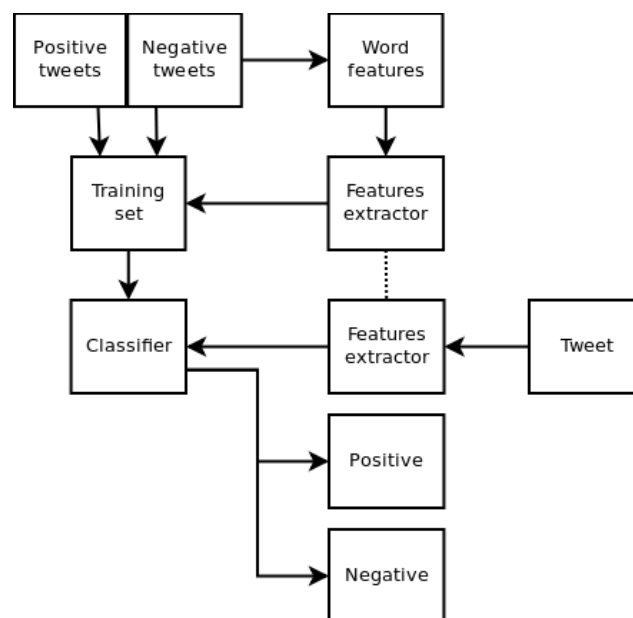 Positive
tweets
Negative
tweets
Word
features
Training
set
Features
extractor
Classifier
Features
extractor
Tweet
Positive
Negative